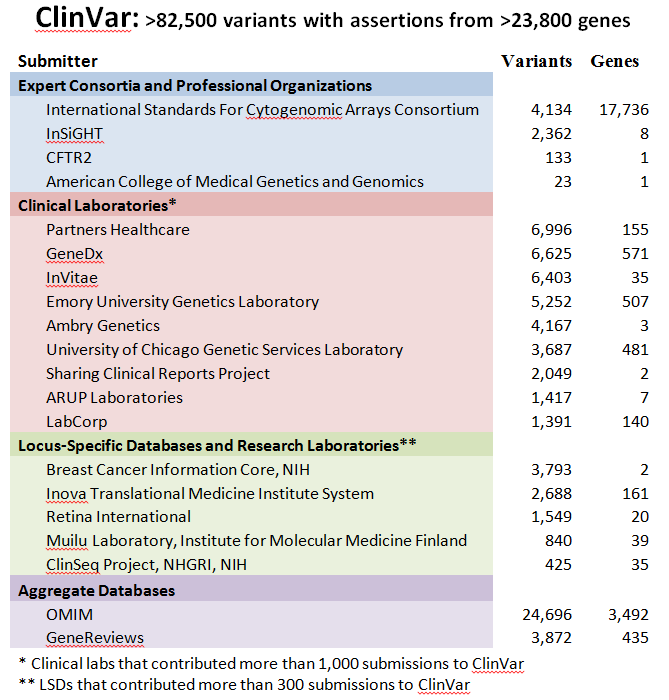 ClinVar: >82,500 variants with assertions from >23,800 genes
Submitter Variants Genes
Expert Consortia and Professional Organizations
International Standards For Cytogenomic Arrays Consortium 4,134 17,736
InSiGHT 2,362 8
CFTR2 133 1
American College of Medical Genetics and Genomics 23 1
Clinical Laboratories*
Partners Healthcare 6,996 155
GeneDx 6,625 571
InVitae 6,403 35
Emory University Genetics Laboratory 5,252 507
Ambry Genetics 4,167 3
University of Chicago Genetic Services Laboratory 3,687 481
Sharing Clinical Reports Project 2,049 2
ARUP Laboratories 1,417 7
LabCorp 1,391 140
Locus-Specific Databases and Research Laboratories**
Breast Cancer Information Core, NIH 3,793 2
Inova Translational Medicine Institute System 2,688 161
Retina International 1,549 20
Muilu Laboratory, Institute for Molecular Medicine Finland 840 39
ClinSeq Project, NHGRI, NIH 425 35
Aggregate Databases
OMIM 24,696 3,492
GeneReviews 3,872 435
* Clinical labs that contributed more than 1,000 submissions to ClinVar
** LSDs that contributed more than 300 submissions to ClinVar